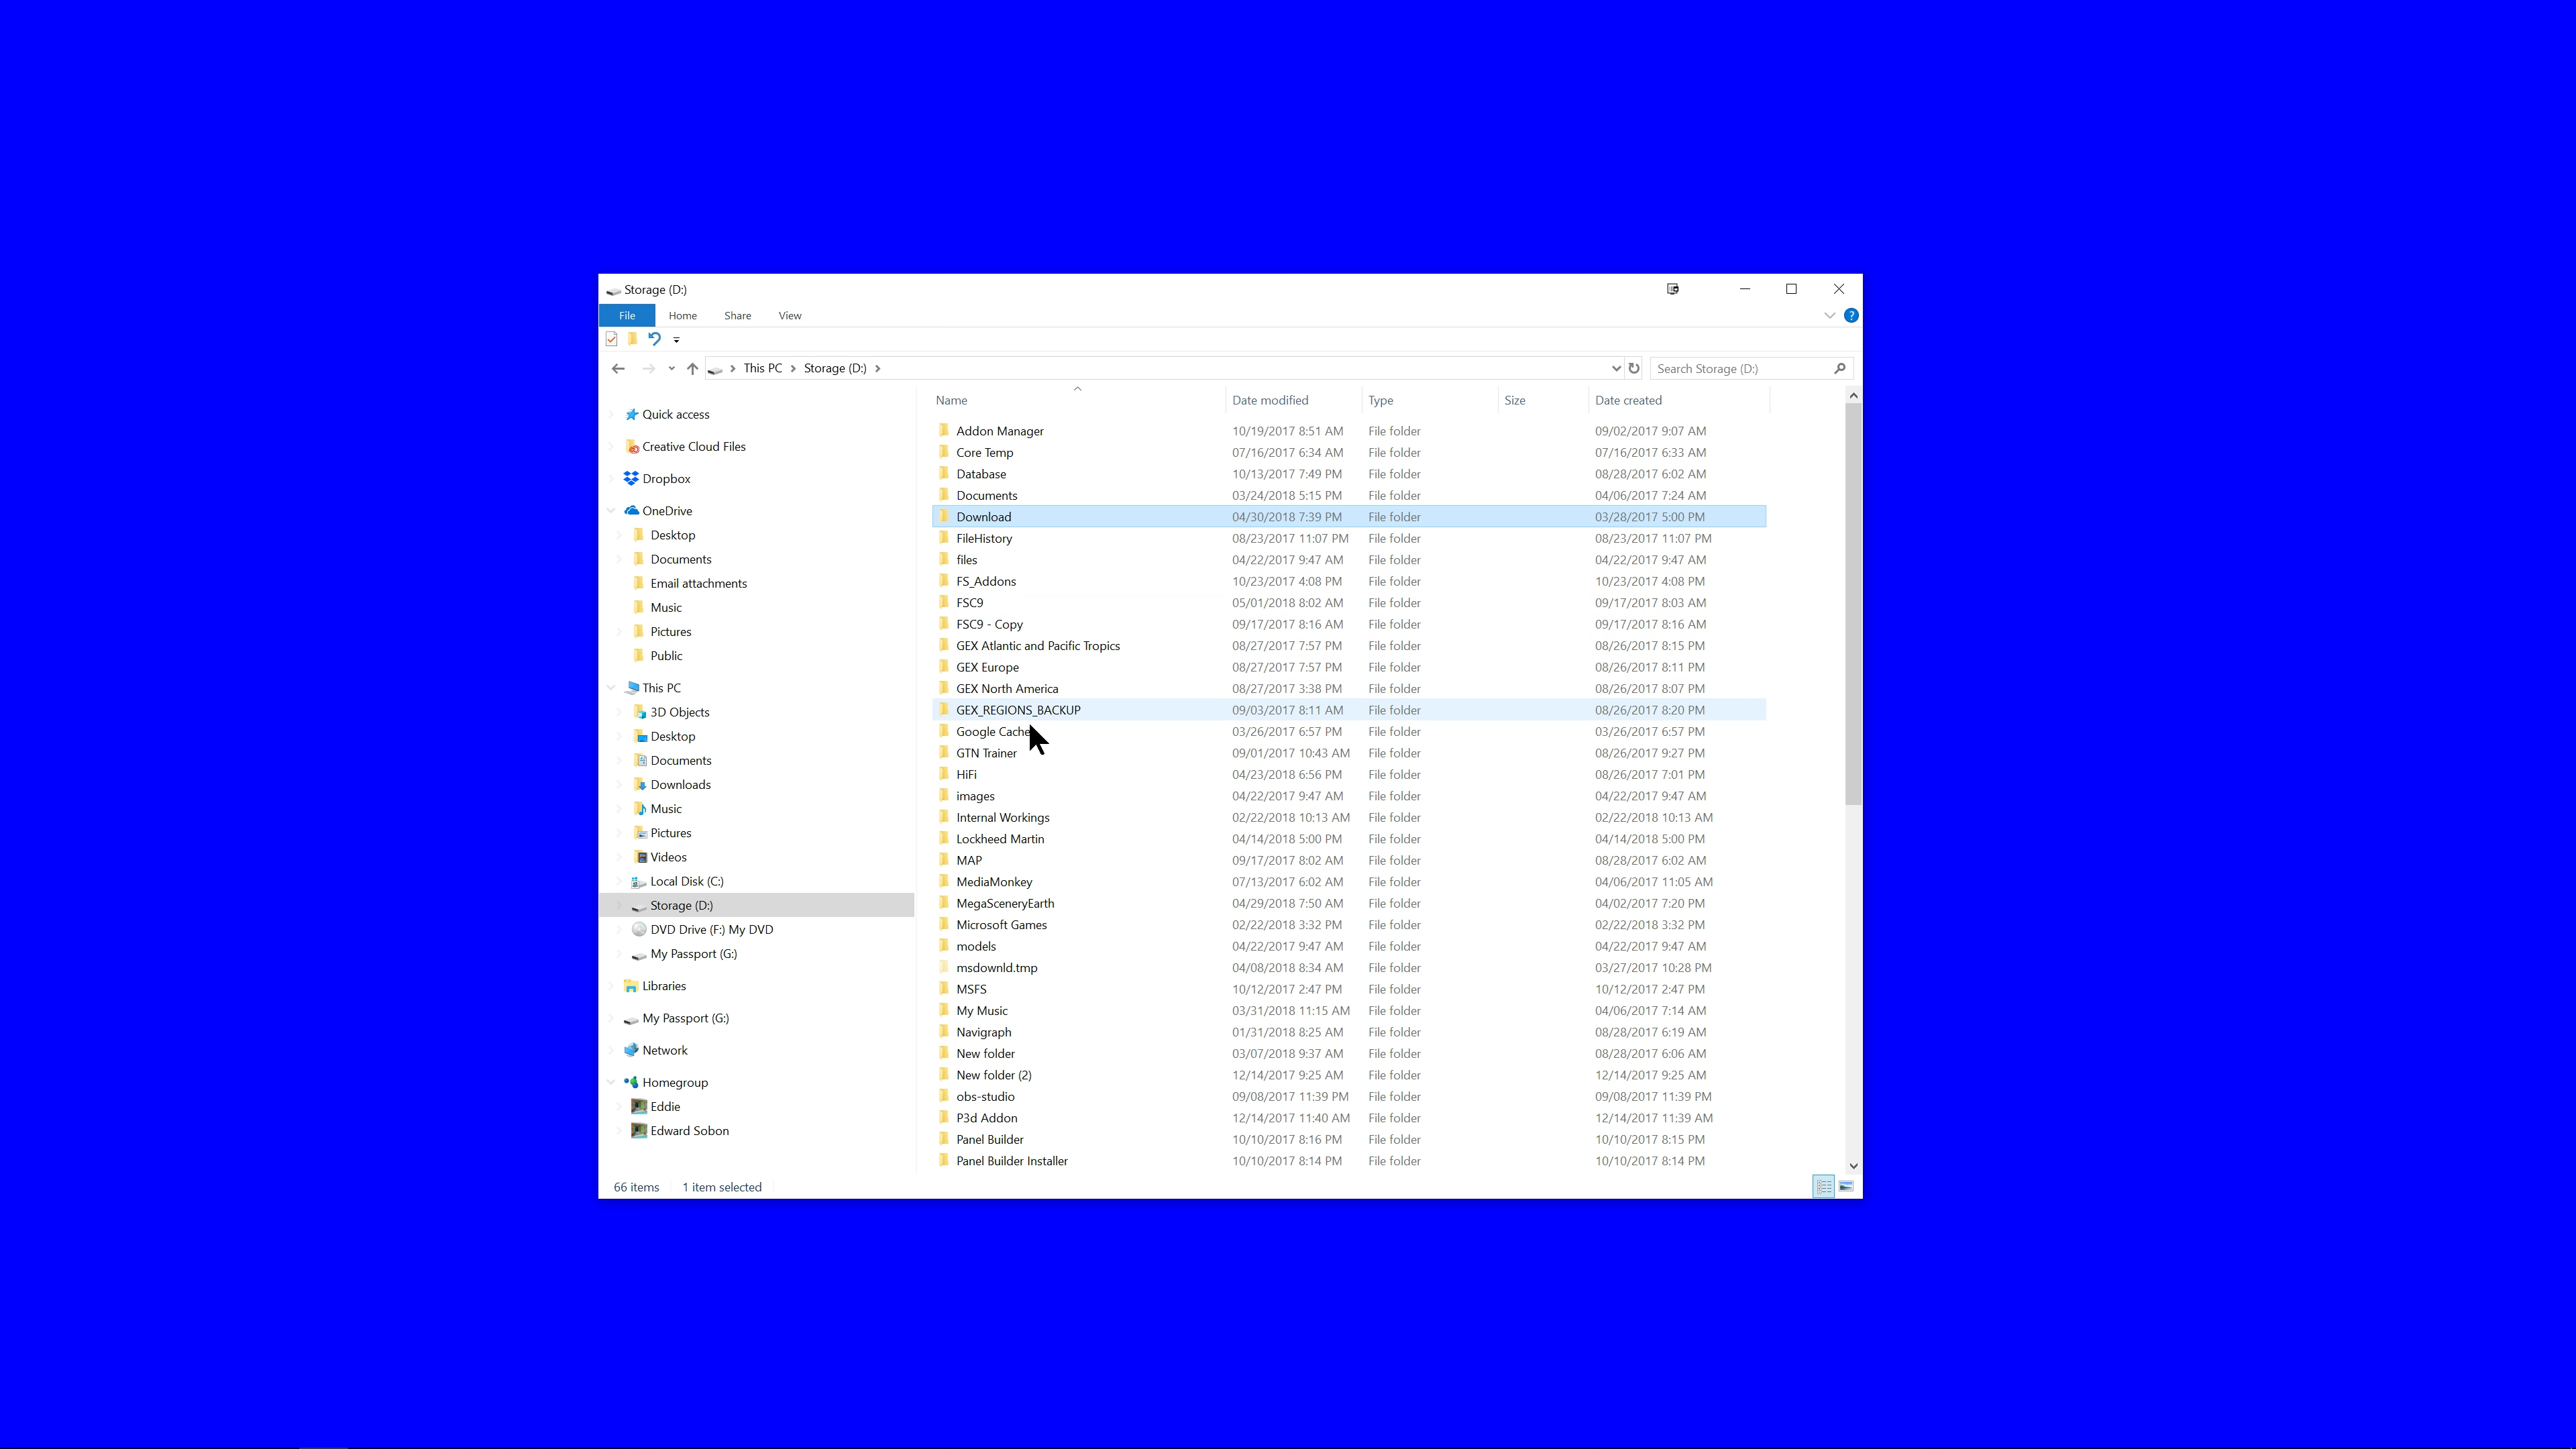 Storage (D:)
File Home Share View
This PC Storage (D:)
Search Storage (D:)
Quick access
Creative Cloud Files
Dropbox
OneDrive
Desktop
Documents
Email attachments
Music
Pictures
Public
This PC
3D Objects
Desktop
Documents
Downloads
Music
Pictures
Videos
Local Disk (C:)
Storage (D:)
DVD Drive (F:) My DVD
My Passport (G:)
Libraries
My Passport (G:)
Network
Homegroup
Eddie
Edward Sobon
Name Date modified Type Size Date created
Addon Manager 10/19/2017 8:51 AM File folder 09/02/2017 9:07 AM
Core Temp 07/16/2017 6:34 AM File folder 07/16/2017 6:33 AM
Database 10/13/2017 7:49 PM File folder 08/28/2017 6:02 AM
Documents 03/24/2018 5:15 PM File folder 04/06/2017 7:24 AM
Download 04/30/2018 7:39 PM File folder 03/28/2017 5:00 PM
FileHistory 08/23/2017 11:07 PM File folder 08/23/2017 11:07 PM
files 04/22/2017 9:47 AM File folder 04/22/2017 9:47 AM
FS_Addons 10/23/2017 4:08 PM File folder 10/23/2017 4:08 PM
FSC9 05/01/2018 8:02 AM File folder 09/17/2017 8:03 AM
FSC9 - Copy 09/17/2017 8:16 AM File folder 09/17/2017 8:16 AM
GEX Atlantic and Pacific Tropics 08/27/2017 7:57 PM File folder 08/26/2017 8:15 PM
GEX Europe 08/27/2017 7:57 PM File folder 08/26/2017 8:11 PM
GEX North America 08/27/2017 3:38 PM File folder 08/26/2017 8:07 PM
GEX_REGIONS_BACKUP 09/03/2017 8:11 AM File folder 08/26/2017 8:20 PM
Google Cache 03/26/2017 6:57 PM File folder 03/26/2017 6:57 PM
GTN Trainer 09/01/2017 10:43 AM File folder 08/26/2017 9:27 PM
HiFi 04/23/2018 6:56 PM File folder 08/26/2017 7:01 PM
images 04/22/2017 9:47 AM File folder 04/22/2017 9:47 AM
Internal Workings 02/22/2018 10:13 AM File folder 02/22/2018 10:13 AM
Lockheed Martin 04/14/2018 5:00 PM File folder 04/14/2018 5:00 PM
MAP 09/17/2017 8:02 AM File folder 08/28/2017 6:02 AM
MediaMonkey 07/13/2017 6:02 AM File folder 04/06/2017 11:05 AM
MegaSceneryEarth 04/29/2018 7:50 AM File folder 04/02/2017 7:20 PM
Microsoft Games 02/22/2018 3:32 PM File folder 02/22/2018 3:32 PM
models 04/22/2017 9:47 AM File folder 04/22/2017 9:47 AM
msdownld.tmp 04/08/2018 8:34 AM File folder 03/27/2017 10:28 PM
MSFS 10/12/2017 2:47 PM File folder 10/12/2017 2:47 PM
My Music 03/31/2018 11:15 AM File folder 04/06/2017 7:14 AM
Navigraph 01/31/2018 8:25 AM File folder 08/28/2017 6:19 AM
New folder 03/07/2018 9:37 AM File folder 08/28/2017 6:06 AM
New folder (2) 12/14/2017 9:25 AM File folder 12/14/2017 9:25 AM
obs-studio 09/08/2017 11:39 PM File folder 09/08/2017 11:39 PM
P3d Addon 12/14/2017 11:40 AM File folder 12/14/2017 11:39 AM
Panel Builder 10/10/2017 8:16 PM File folder 10/10/2017 8:15 PM
Panel Builder Installer 10/10/2017 8:14 PM File folder 10/10/2017 8:14 PM
66 items 1 item selected